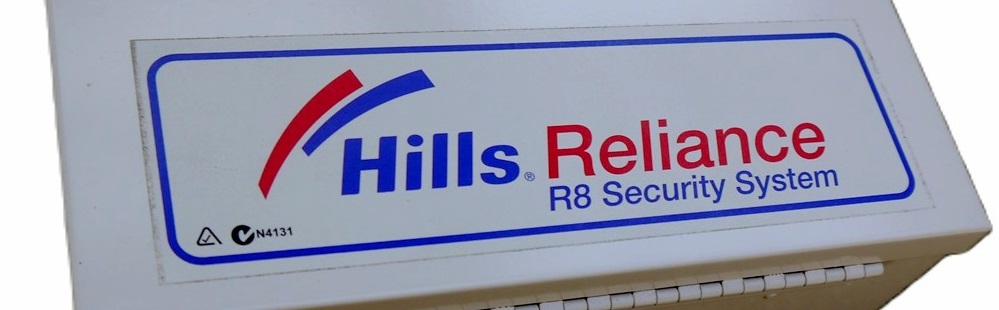 Hills® Reliance
R8 Security System
N4131